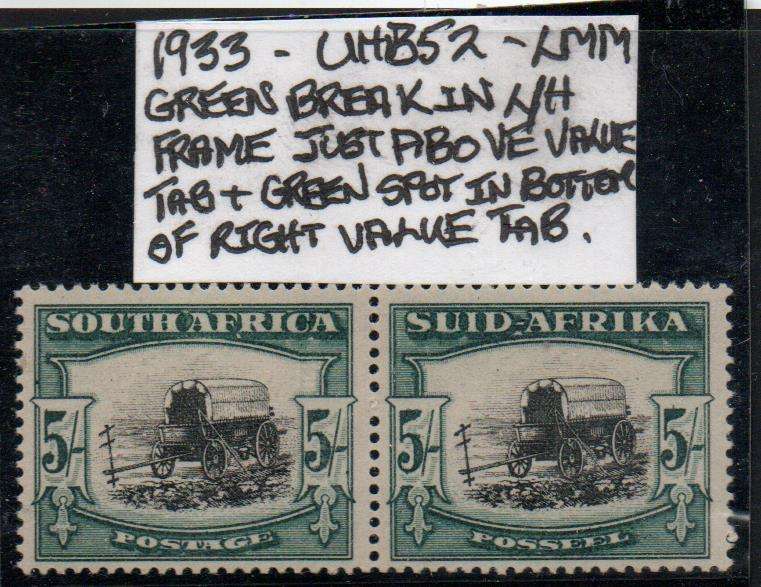 1933 - UHB52 - LMM
GREEN BREAK IN L/H
FRAME JUST ABOVE VALUE
TAB + GREEN SPOT IN BOTTOM
OF RIGHT VALUE TAB.
SOUTH AFRICA
5/- 5/-
POSTAGE
SUID-AFRIKA
5/- 5/-
POSSEËL